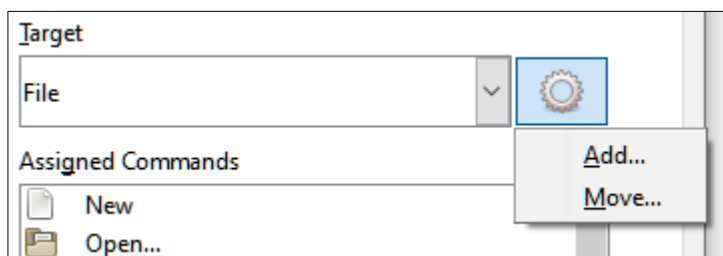 Target
File
Add...
Assigned Commands
Move...
New
Open...